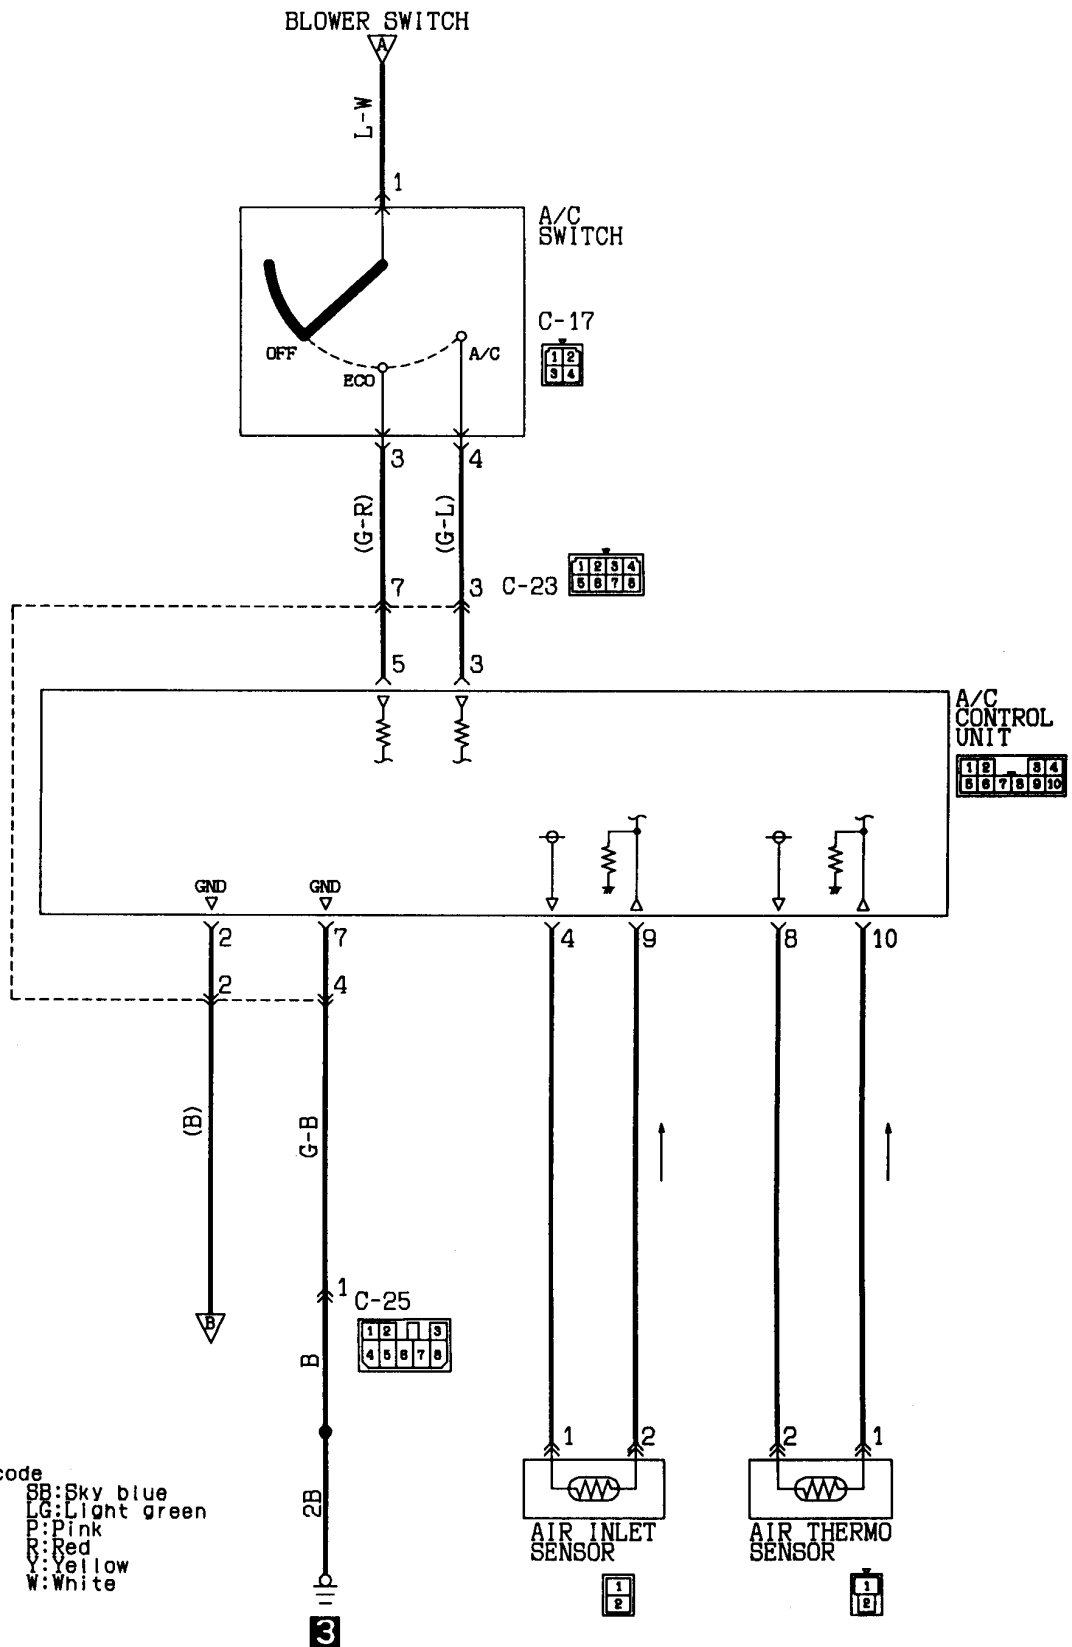 BLOWER SWITCH
A
L-W
1
A/C
SWITCH
OFF
ECO
A/C
C-17
1 2
3 4
3 4
(G-R) (G-L)
7 3
C-23
1 2 3 4
5 6 7 8
5 3
A/C
CONTROL
UNIT
1 2 3 4
5 6 7 8 9 10
GND GND
2 7 4 9 8 10
2 4
(B) G-B
1
C-25
1 2 3
4 5 6 7 8
B
B
1 2 2 1
2B
AIR INLET
SENSOR
1
2
AIR THERMO
SENSOR
1
2
3
code
SB:Sky blue
LG:Light green
P:Pink
R:Red
Y:Yellow
W:White